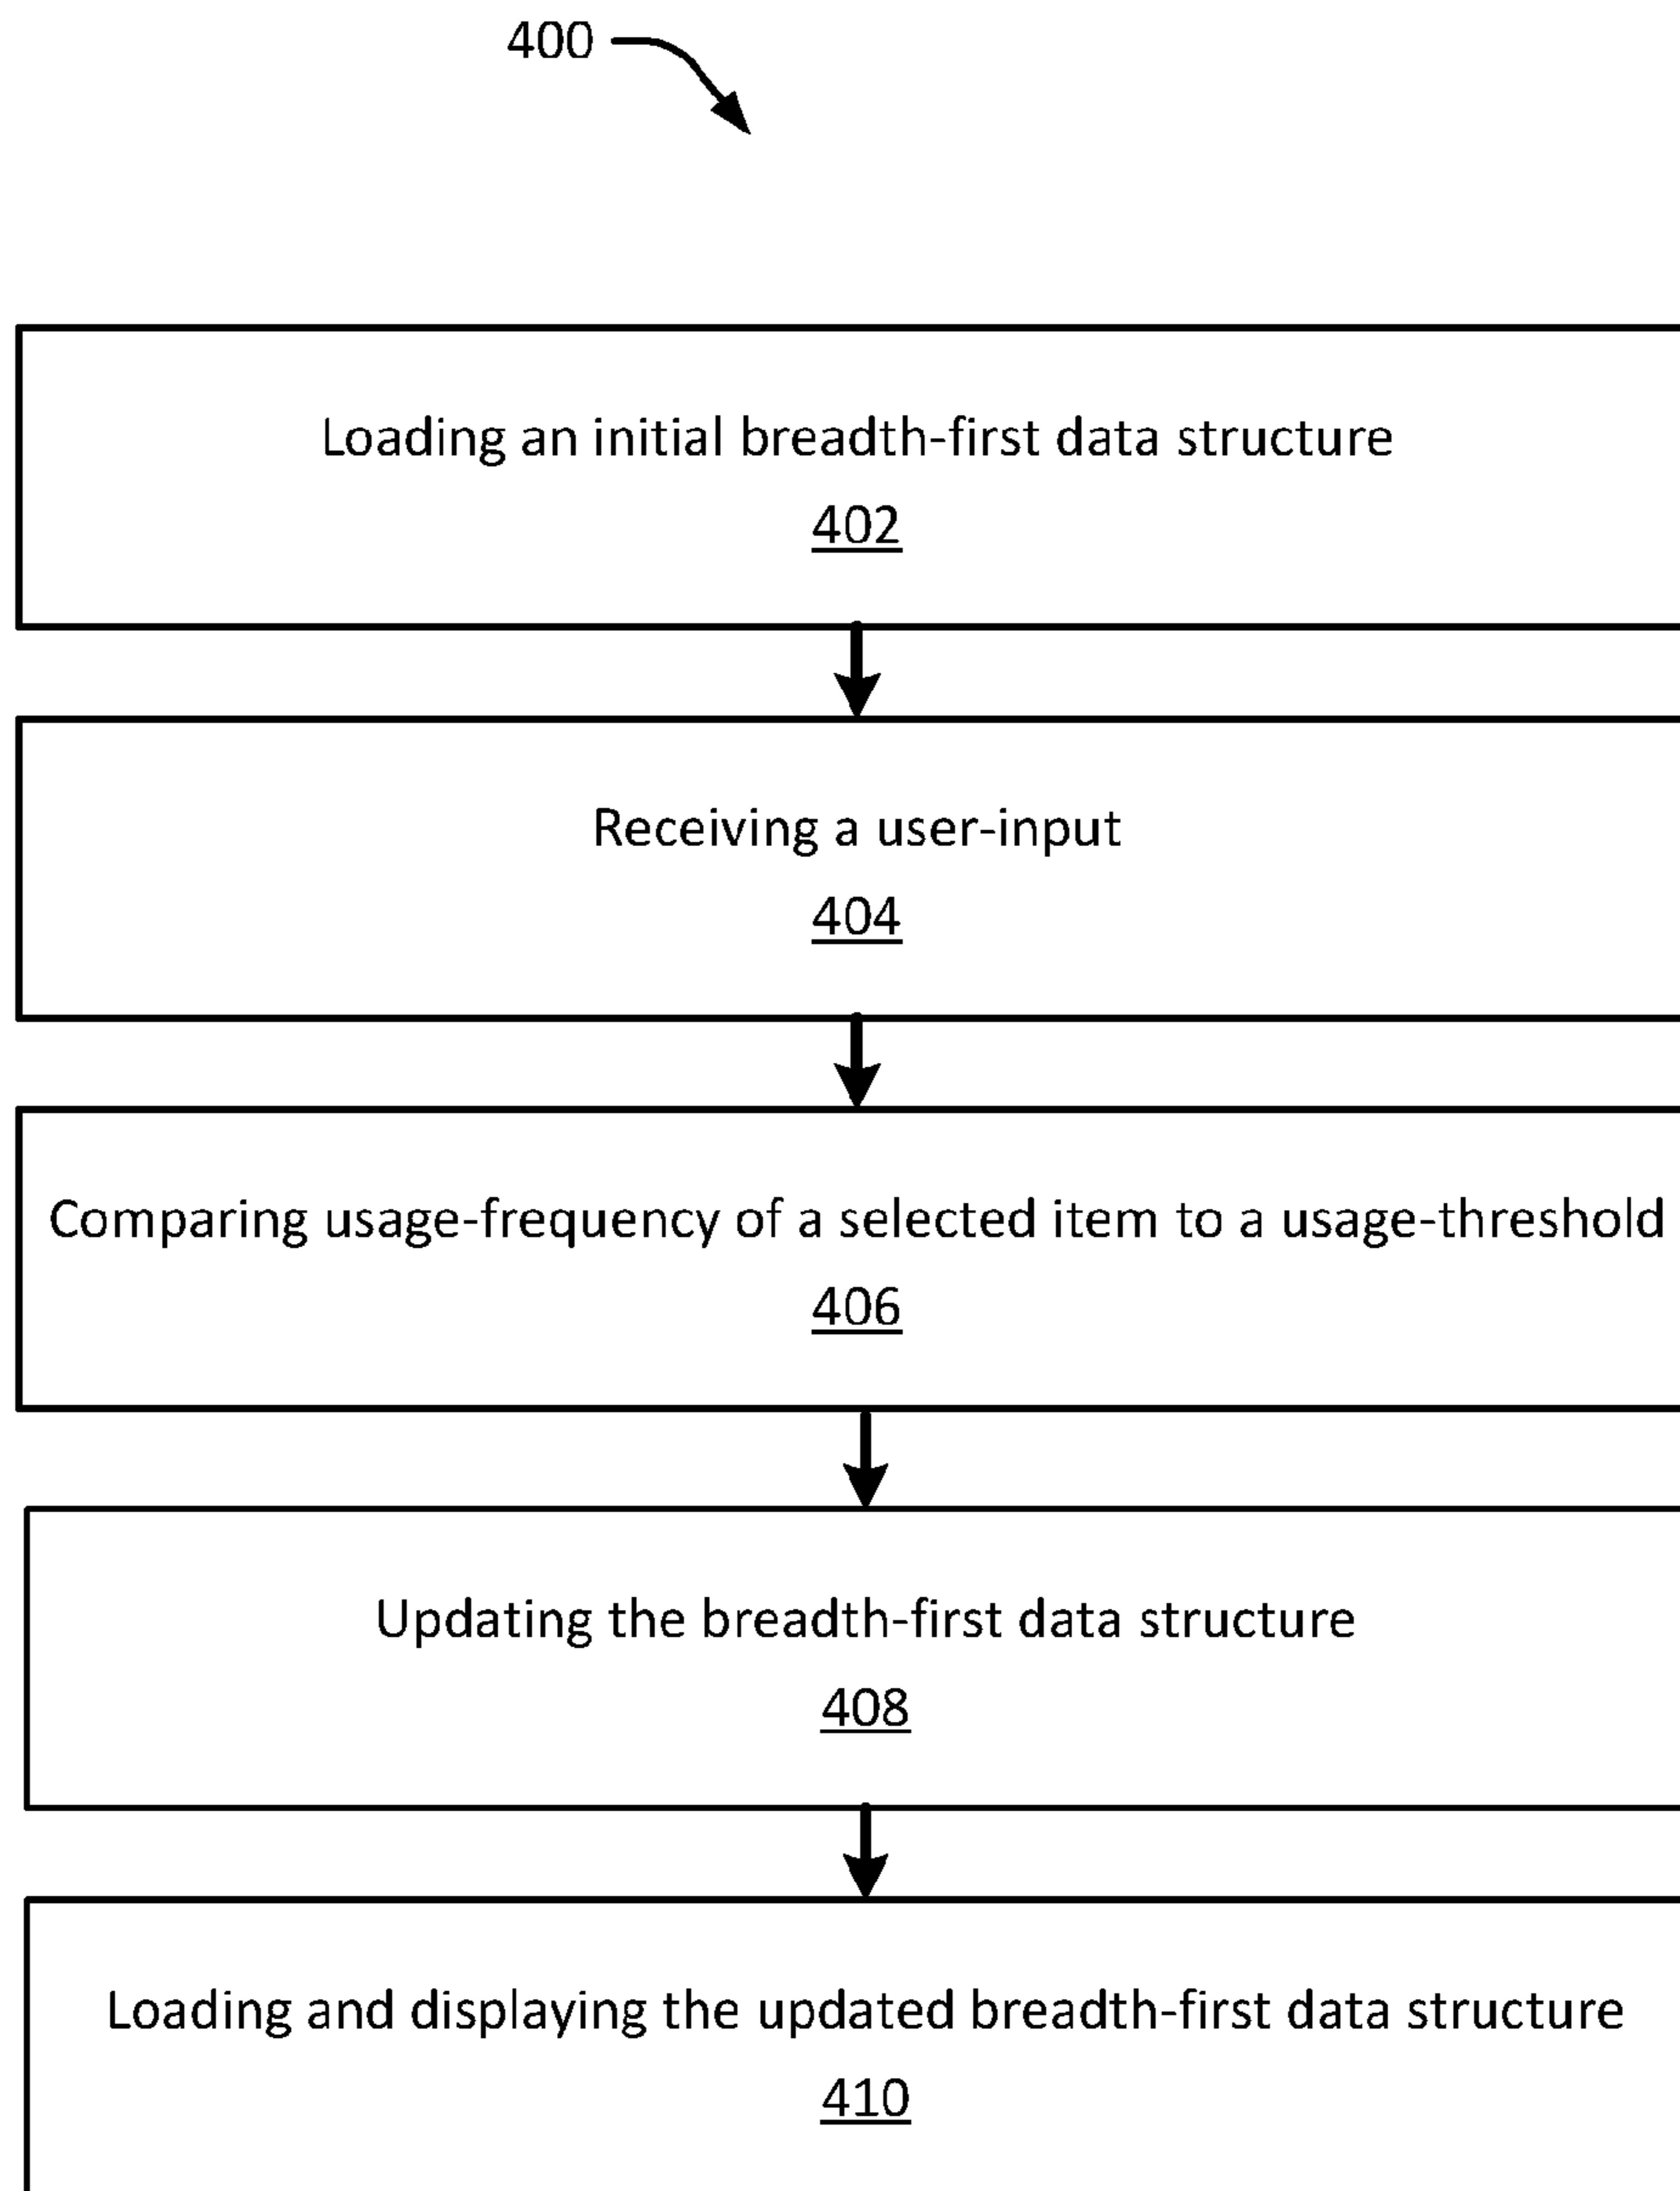 400
Loading an initial breadth-first data structure
402
Receiving a user-input
404
Comparing usage-frequency of a selected item to a usage-threshold
406
Updating the breadth-first data structure
408
Loading and displaying the updated breadth-first data structure
410